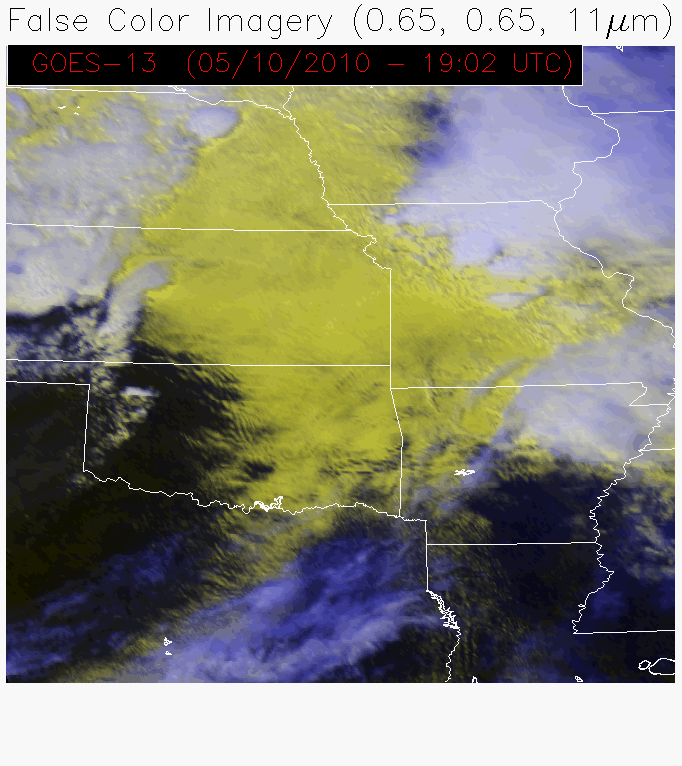 False Color Imagery (0.65, 0.65, 11μm)
GOES-13 (05/10/2010 - 19:02 UTC)